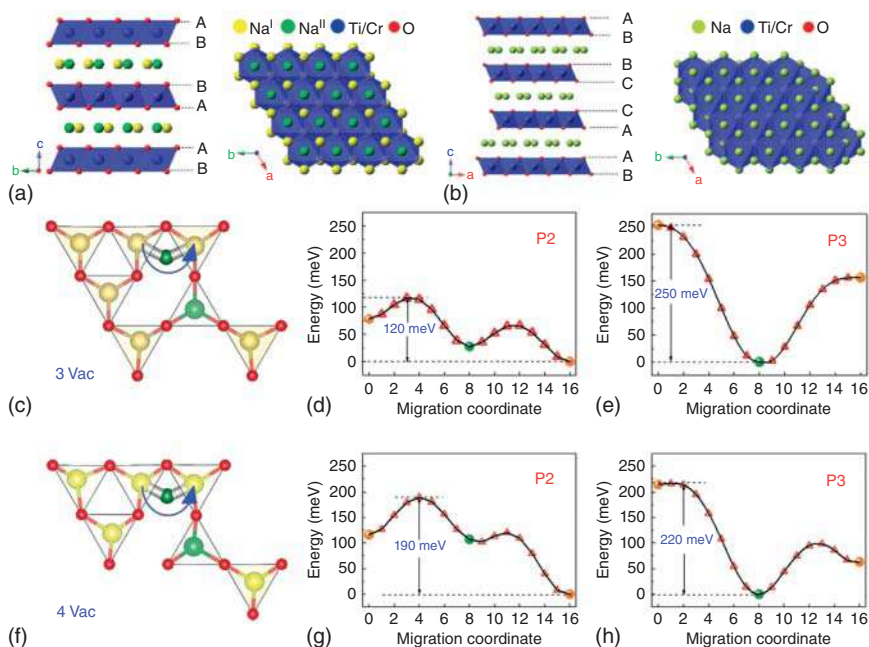 Na^I Na^II Ti/Cr O
A
B
B
A
A
B
c
b
b
a
(a)
Na Ti/Cr O
A
B
B
C
C
A
A
B
c
b
a
b
a
(b)
3 Vac
(c)
P2
120 meV
Energy (meV)
250
200
150
100
50
0
0 2 4 6 8 10 12 14 16
Migration coordinate
(d)
P3
250 meV
Energy (meV)
250
200
150
100
50
0
0 2 4 6 8 10 12 14 16
Migration coordinate
(e)
4 Vac
(f)
P2
190 meV
Energy (meV)
250
200
150
100
50
0
0 2 4 6 8 10 12 14 16
Migration coordinate
(g)
P3
220 meV
Energy (meV)
250
200
150
100
50
0
0 2 4 6 8 10 12 14 16
Migration coordinate
(h)